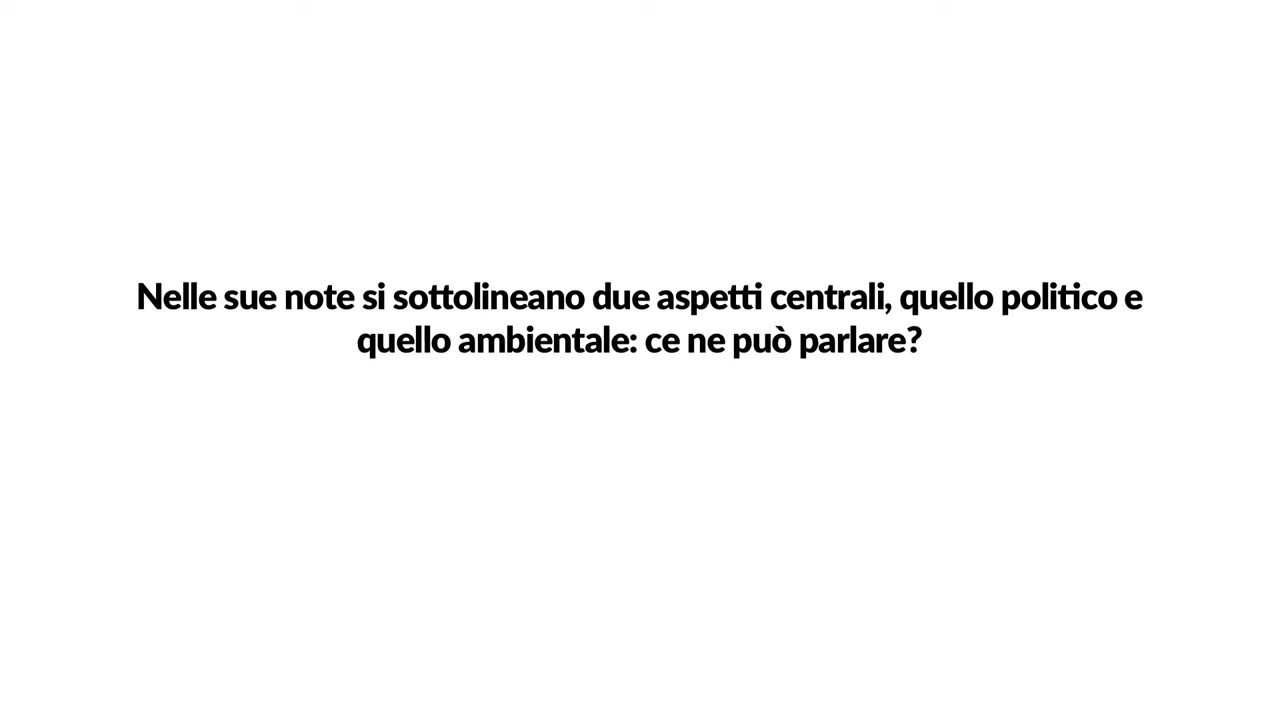 Nelle sue note si sottolineano due aspetti centrali, quello politico e
quello ambientale: ce ne può parlare?